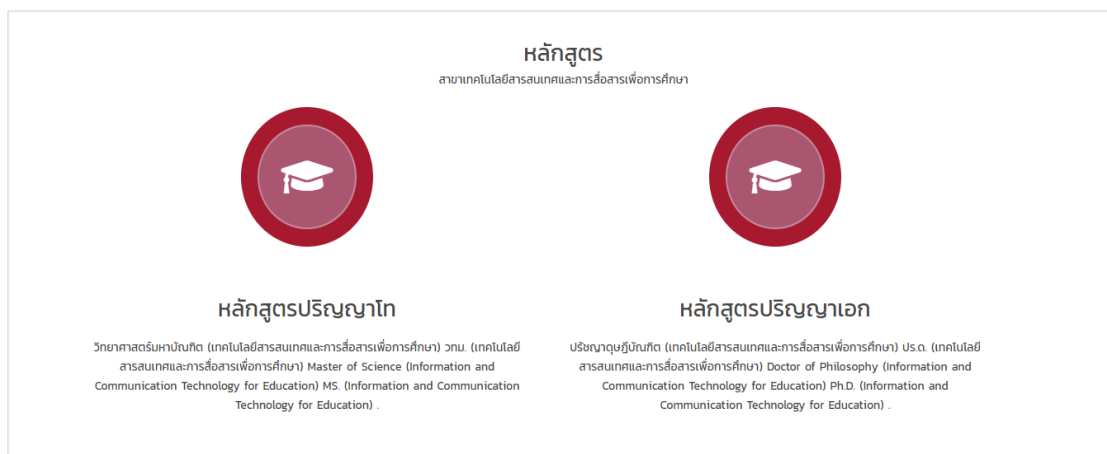 หลักสูตร
สาขาเทคโนโลยีสารสนเทศและการสื่อสารเพื่อการศึกษา
หลักสูตรปริญญาโท
วิทยาศาสตร์มหาบัณฑิต (เทคโนโลยีสารสนเทศและการสื่อสารเพื่อการศึกษา) วทม. (เทคโนโลยี
สารสนเทศและการสื่อสารเพื่อการศึกษา) Master of Science (Information and
Communication Technology for Education) MS. (Information and Communication
Technology for Education) .
หลักสูตรปริญญาเอก
ปรัชญาดุษฎีบัณฑิต (เทคโนโลยีสารสนเทศและการสื่อสารเพื่อการศึกษา) ปร.ด. (เทคโนโลยี
สารสนเทศและการสื่อสารเพื่อการศึกษา) Doctor of Philosophy (Information and
Communication Technology for Education) Ph.D. (Information and
Communication Technology for Education) .